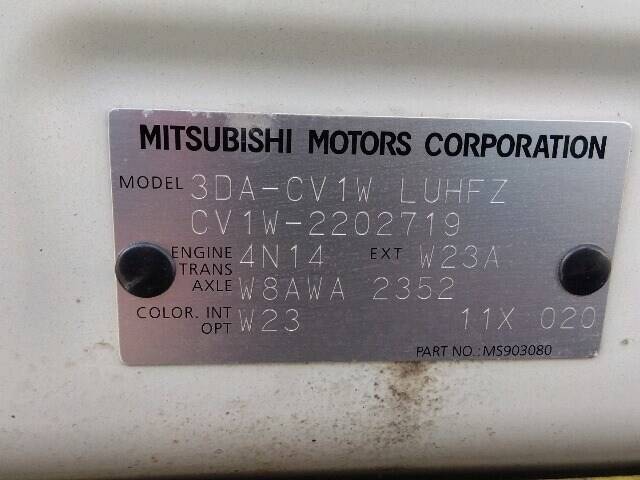 MITSUBISHI MOTORS CORPORATION
MODEL 3DA-CV1W LUHFZ
CV1W-2202719
ENGINE 4N14 EXT W23A
TRANS
AXLE W8AWA 2352
COLOR. INT
OPT W23 11X 020
PART NO.: MS903080